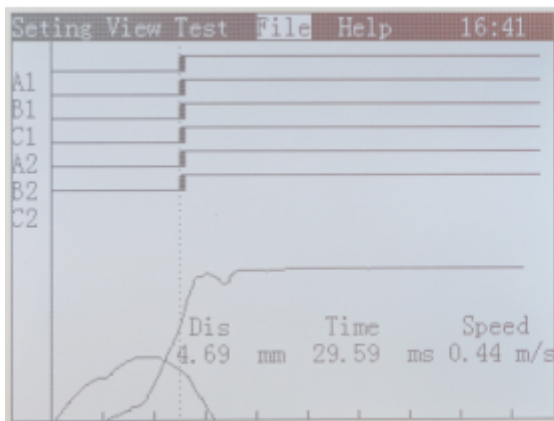 Seting View Test File Help 16:41
A1
B1
C1
A2
B2
C2
Dis Time Speed
4.69 mm 29.59 ms 0.44 m/s